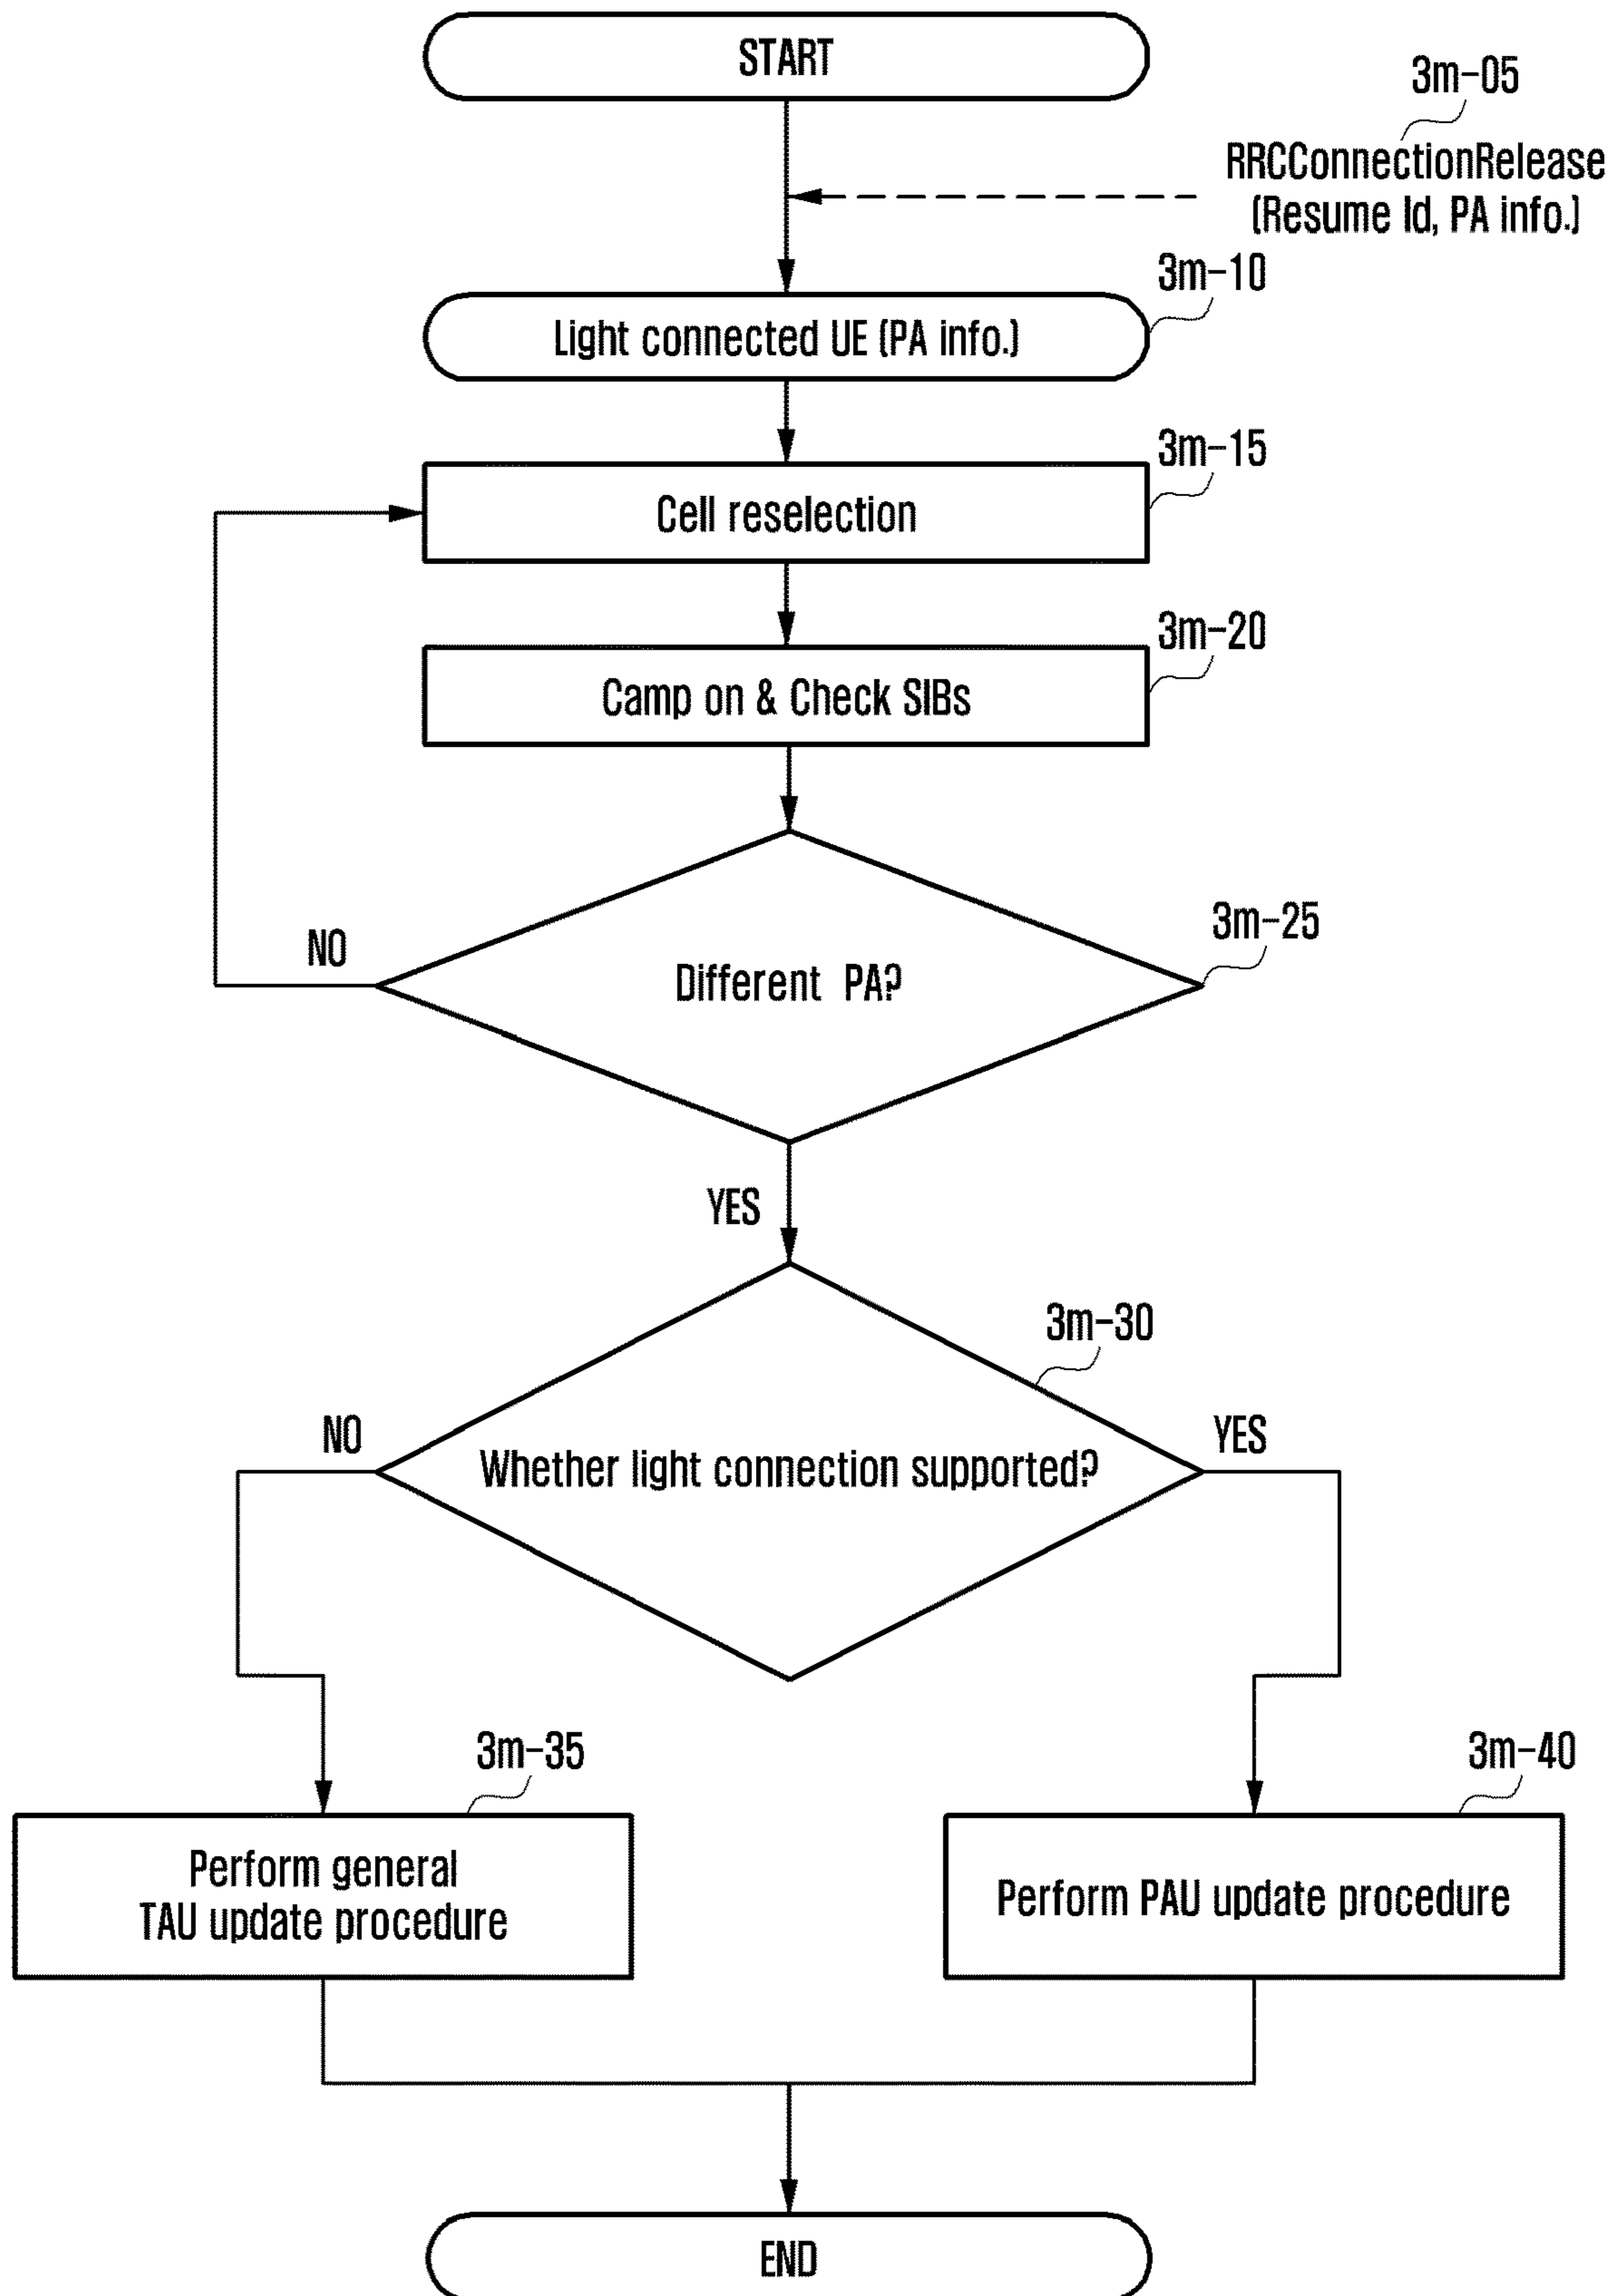 START
3m-05
RRCConnectionRelease
(Resume Id, PA info.)
3m-10
Light connected UE (PA info.)
3m-15
Cell reselection
3m-20
Camp on & Check SIBs
3m-25
NO
Different PA?
YES
3m-30
NO
YES
Whether light connection supported?
3m-35
3m-40
Perform general
TAU update procedure
Perform PAU update procedure
END